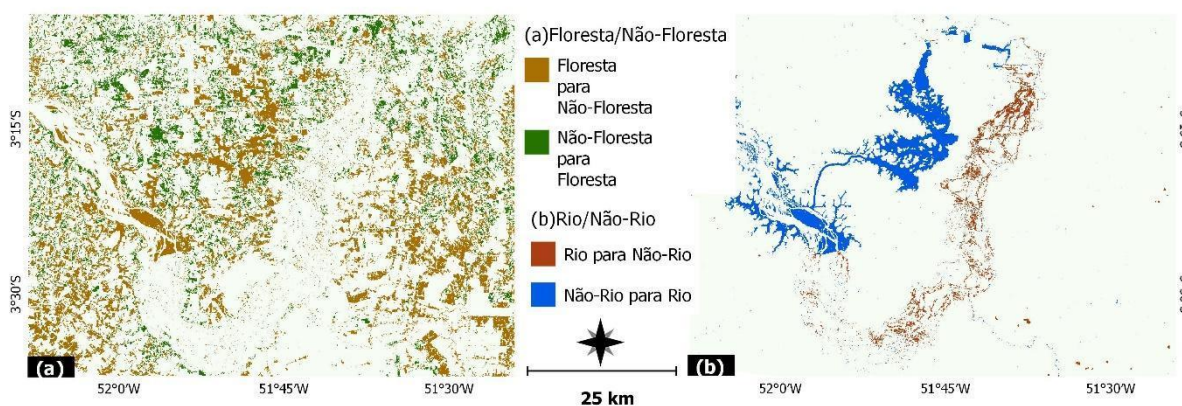 (a)Floresta/Não-Floresta
Floresta
para
Não-Floresta
Não-Floresta
para
Floresta
(b)Rio/Não-Rio
Rio para Não-Rio
Não-Rio para Rio
25 km
3°15'S
3°30'S
(a)
52°0'W
51°45'W
51°30'W
(b)
52°0'W
51°45'W
51°30'W